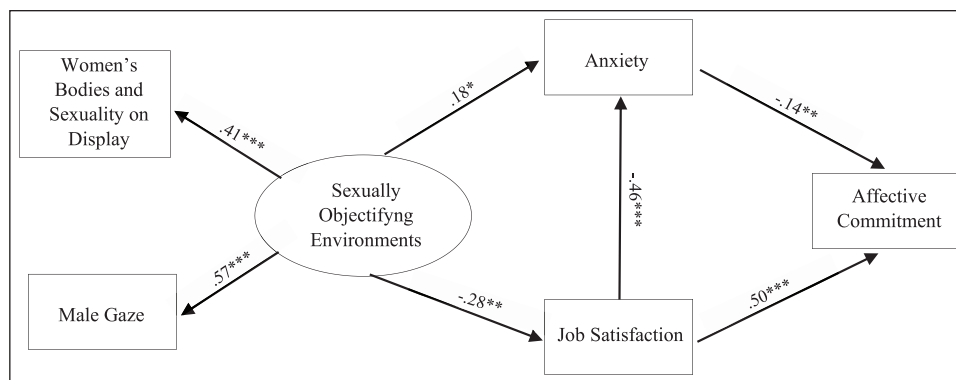 Women's
Bodies and
Sexuality on
Display
.41***
Male Gaze
.57***
Sexually
Objectifyng
Environments
.18*
-.28**
Anxiety
-.46***
Job Satisfaction
-.14**
.50***
Affective
Commitment